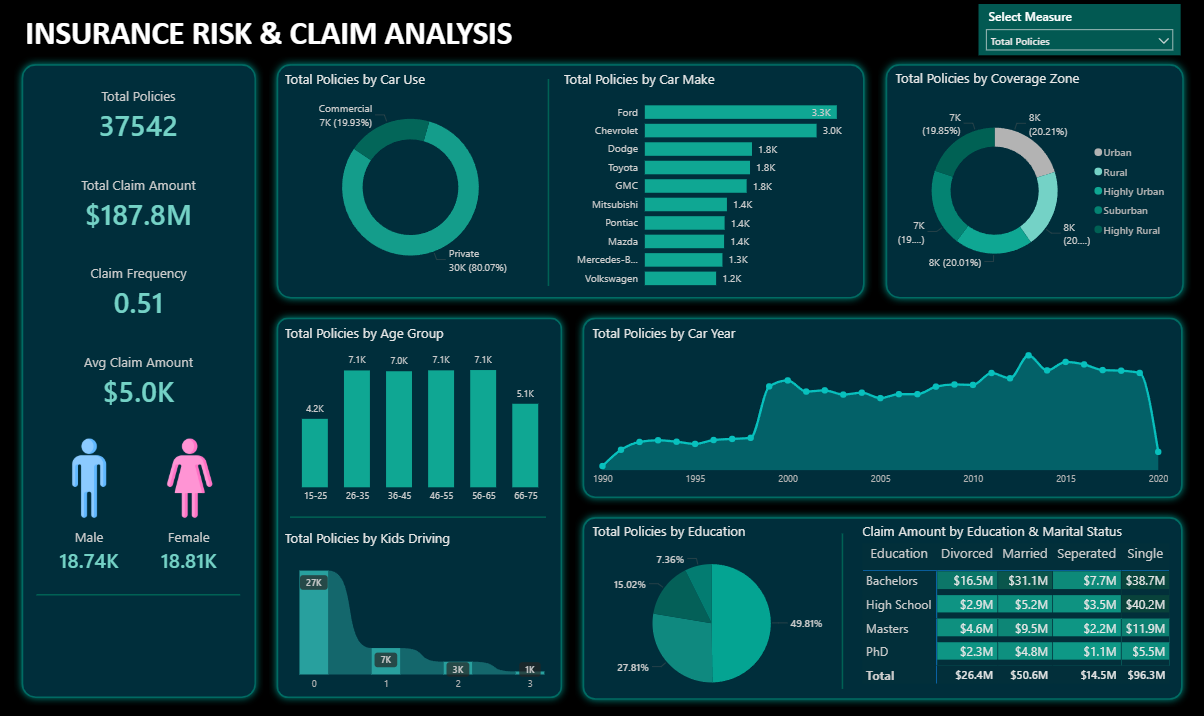 INSURANCE RISK & CLAIM ANALYSIS
Select Measure
Total Policies
Total Policies
37542
Total Claim Amount
$187.8M
Claim Frequency
0.51
Avg Claim Amount
$5.0K
Male
18.74K
Female
18.81K
Total Policies by Car Use
Commercial
7K (19.93%)
Private
30K (80.07%)
Total Policies by Car Make
Ford 3.3K
Chevrolet 3.0K
Dodge 1.8K
Toyota 1.8K
GMC 1.8K
Mitsubishi 1.4K
Pontiac 1.4K
Mazda 1.4K
Mercedes-B... 1.3K
Volkswagen 1.2K
Total Policies by Coverage Zone
7K
(19.85%)
8K
(20.21%)
7K
(19....)
8K
(20....)
8K (20.01%)
Urban
Rural
Highly Urban
Suburban
Highly Rural
Total Policies by Age Group
4.2K 7.1K 7.0K 7.1K 7.1K 5.1K
15-25 26-35 36-45 46-55 56-65 66-75
Total Policies by Kids Driving
27K 7K 3K 1K
0 1 2 3
Total Policies by Car Year
1990 1995 2000 2005 2010 2015 2020
Total Policies by Education
7.36%
15.02%
49.81%
27.81%
Claim Amount by Education & Marital Status
Education Divorced Married Seperated Single
Bachelors $16.5M $31.1M $7.7M $38.7M
High School $2.9M $5.2M $3.5M $40.2M
Masters $4.6M $9.5M $2.2M $11.9M
PhD $2.3M $4.8M $1.1M $5.5M
Total $26.4M $50.6M $14.5M $96.3M